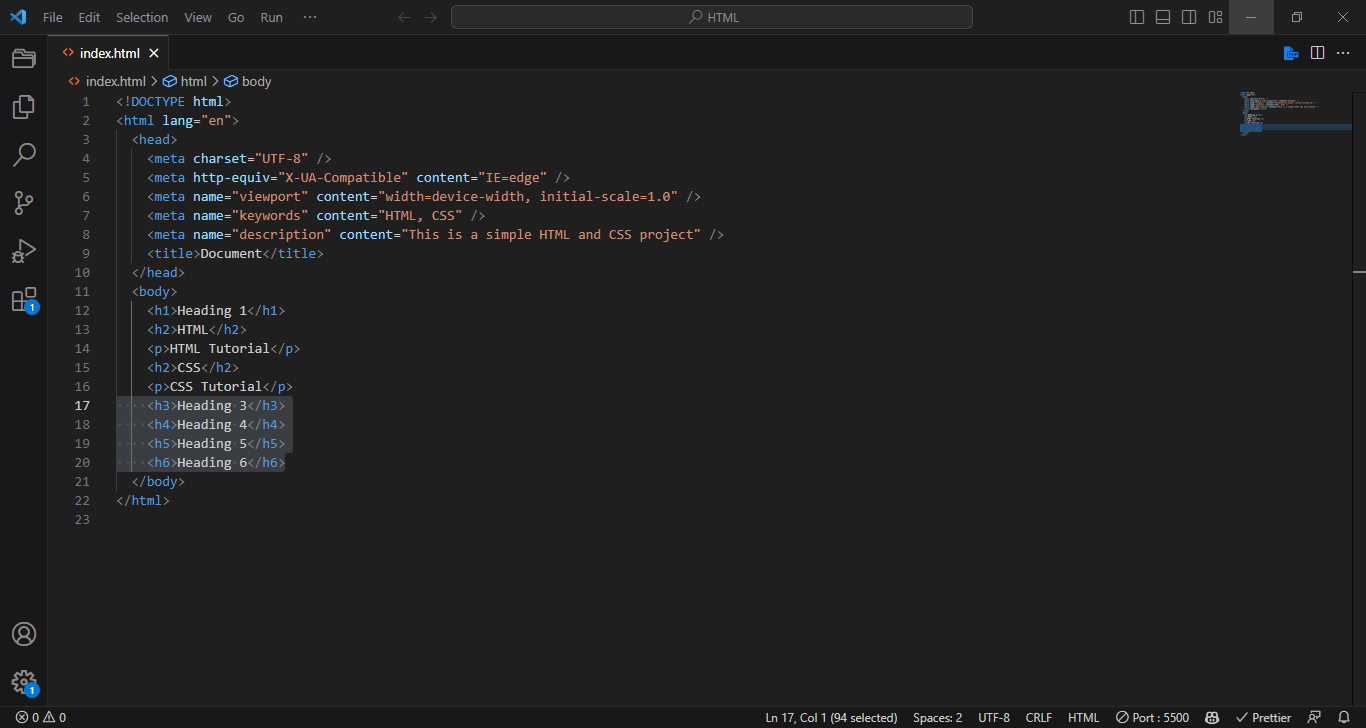 File Edit Selection View Go Run ··· HTML
index.html
index.html > html > body
1 <!DOCTYPE html>
2 <html lang="en">
3 <head>
4 <meta charset="UTF-8" />
5 <meta http-equiv="X-UA-Compatible" content="IE=edge" />
6 <meta name="viewport" content="width=device-width, initial-scale=1.0" />
7 <meta name="keywords" content="HTML, CSS" />
8 <meta name="description" content="This is a simple HTML and CSS project" />
9 <title>Document</title>
10 </head>
11 <body>
12 <h1>Heading 1</h1>
13 <h2>HTML</h2>
14 <p>HTML Tutorial</p>
15 <h2>CSS</h2>
16 <p>CSS Tutorial</p>
17 <h3>Heading 3</h3>
18 <h4>Heading 4</h4>
19 <h5>Heading 5</h5>
20 <h6>Heading 6</h6>
21 </body>
22 </html>
23
1
1
0 0 Ln 17, Col 1 (94 selected) Spaces: 2 UTF-8 CRLF HTML Port : 5500 Prettier